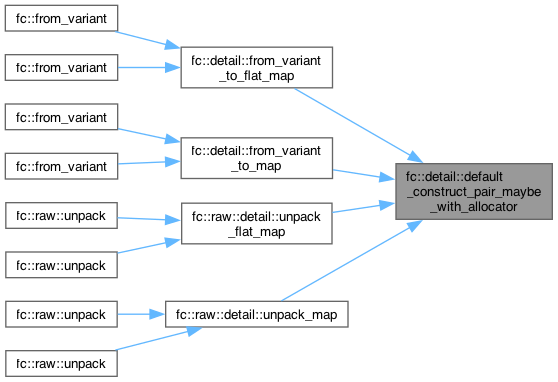 fc::from_variant
fc::from_variant
fc::detail::from_variant
_to_flat_map
fc::from_variant
fc::from_variant
fc::detail::from_variant
_to_map
fc::raw::unpack
fc::raw::unpack
fc::raw::detail::unpack
_flat_map
fc::raw::unpack
fc::raw::unpack
fc::raw::detail::unpack_map
fc::detail::default
_construct_pair_maybe
_with_allocator